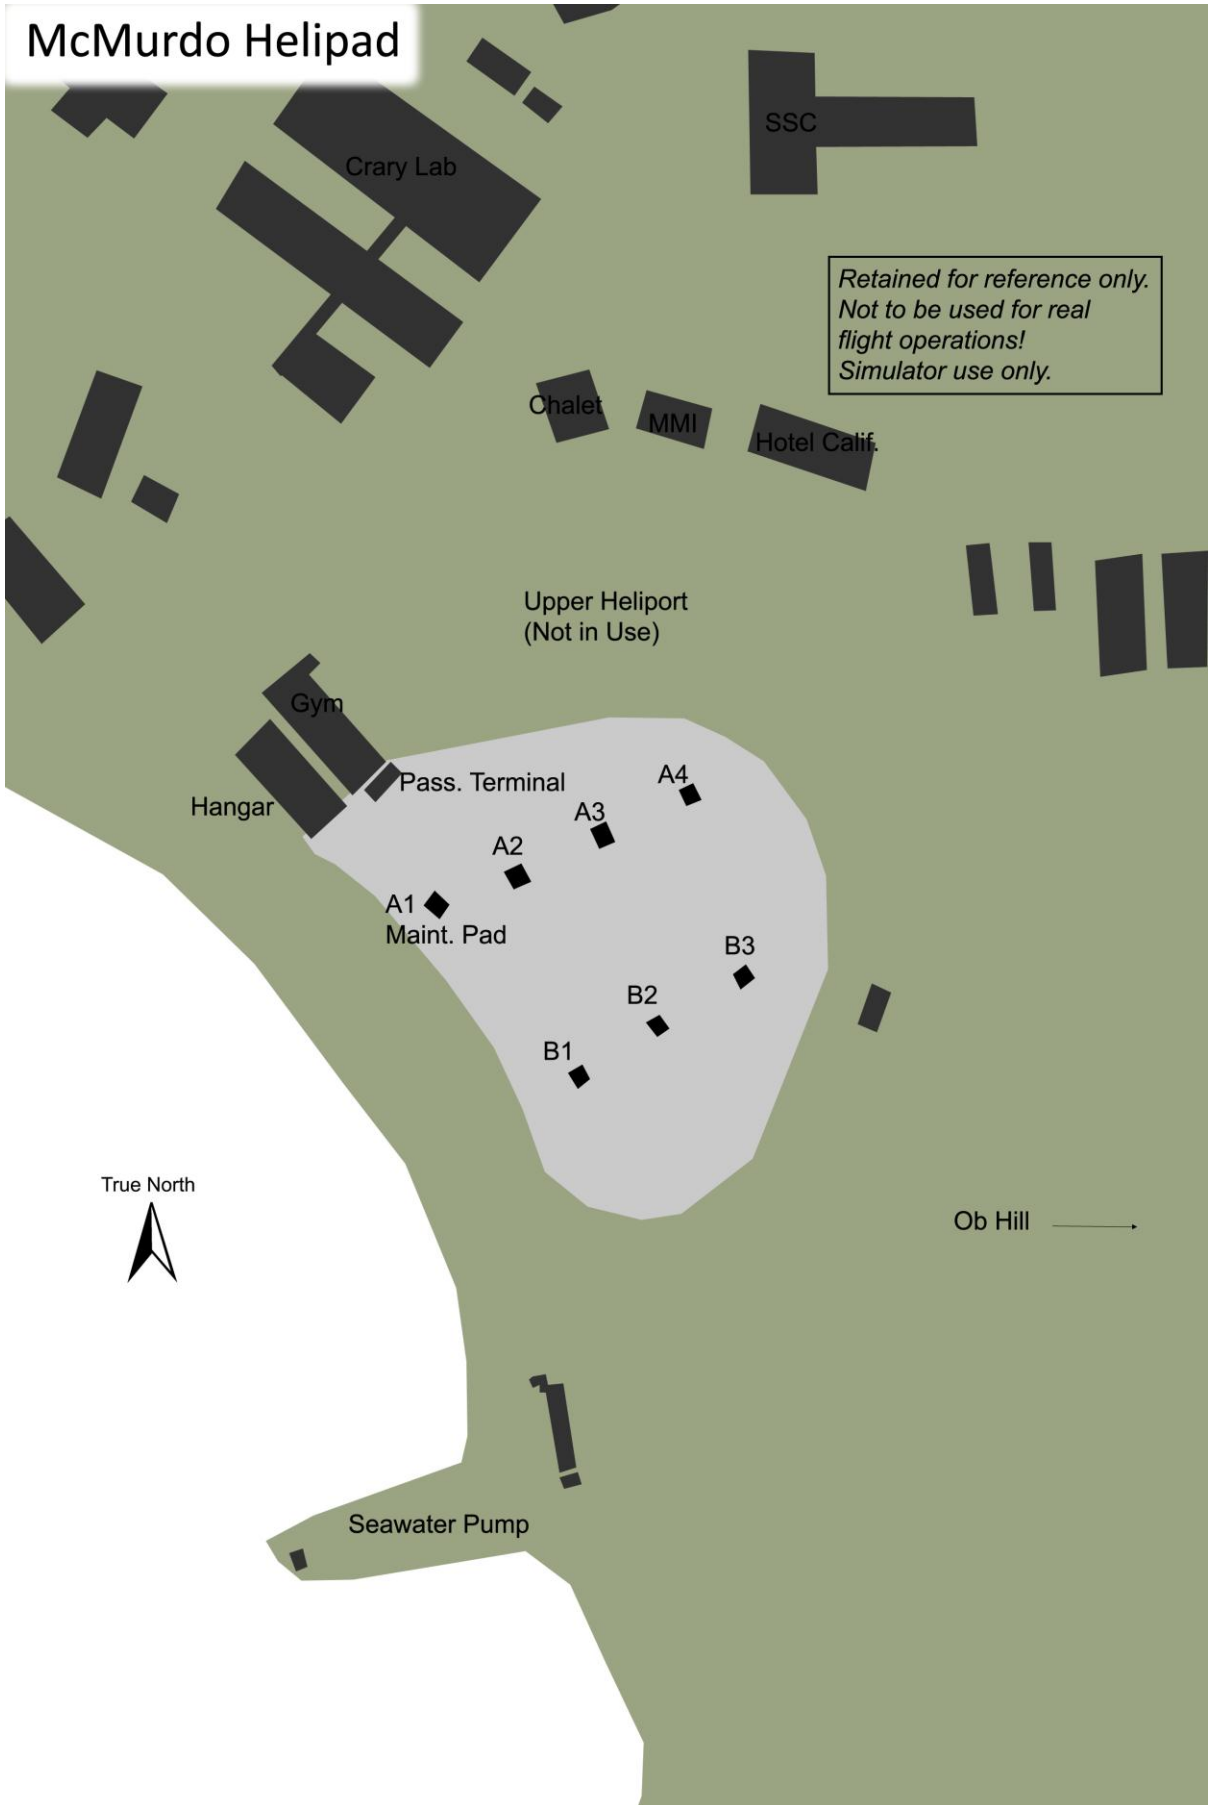 McMurdo Helipad
SSC
Crary Lab
Retained for reference only.
Not to be used for real
flight operations!
Simulator use only.
Chalet
MMI
Hotel Calif.
Upper Heliport
(Not in Use)
Gym
Pass. Terminal
Hangar
A4
A3
A2
A1
Maint. Pad
B3
B2
B1
True North
Ob Hill
Seawater Pump